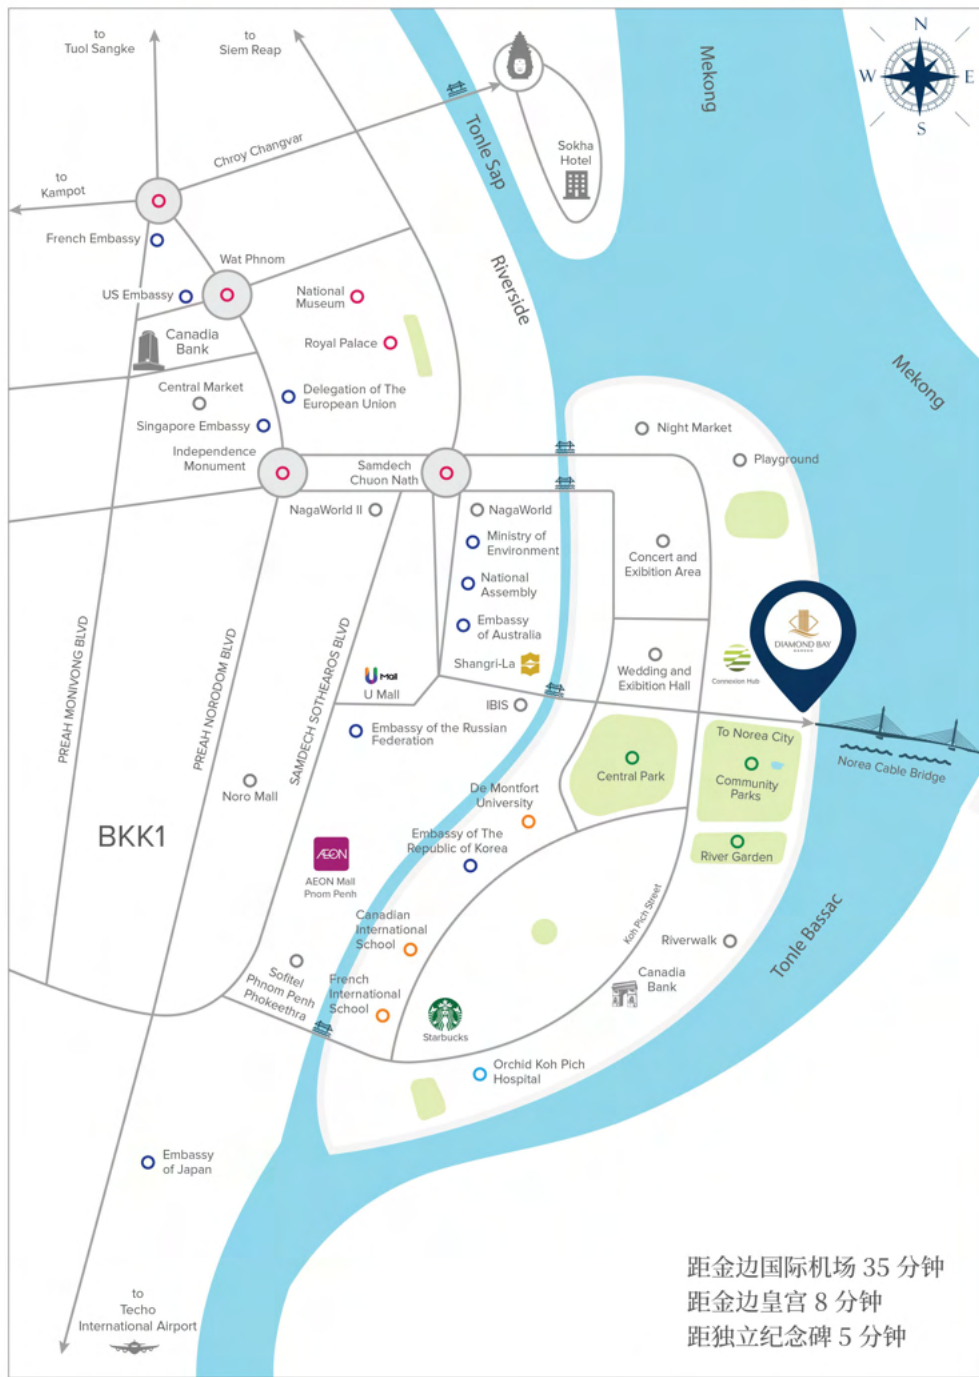 to
Tuol Sangke
to
Siem Reap
N
W
E
S
Mekong
Chroy Changvar
Tonle Sap
Sokha
Hotel
to
Kampot
French Embassy
Wat Phnom
US Embassy
National
Museum
Riverside
Canadia
Bank
Royal Palace
Mekong
Central Market
Delegation of The
European Union
Singapore Embassy
Night Market
Independence
Monument
Samdech
Chuon Nath
Playground
NagaWorld II
NagaWorld
Ministry of
Environment
Concert and
Exibition Area
National
Assembly
Embassy
of Australia
DIAMOND BAY
GARDEN
PREAH MONIVONG BLVD
PREAH NORODOM BLVD
SAMDECH SOTHEAROS BLVD
Shangri-La
Wedding and
Exibition Hall
Connexion Hub
U Mall
U Mall
IBIS
Embassy of the Russian
Federation
To Norea City
Norea Cable Bridge
Central Park
Community
Parks
Noro Mall
De Montfort
University
BKK1
Embassy of The
Republic of Korea
AEON
AEON Mall
Pnom Penh
River Garden
Koh Pich Street
Tonle Bassac
Canadian
International
School
Riverwalk
Sofitel
Phnom Penh
Phokeethra
French
International
School
Canadia
Bank
Starbucks
Orchid Koh Pich
Hospital
Embassy
of Japan
to
Techo
International Airport
距金边国际机场 35 分钟
距金边皇宫 8 分钟
距独立纪念碑 5 分钟